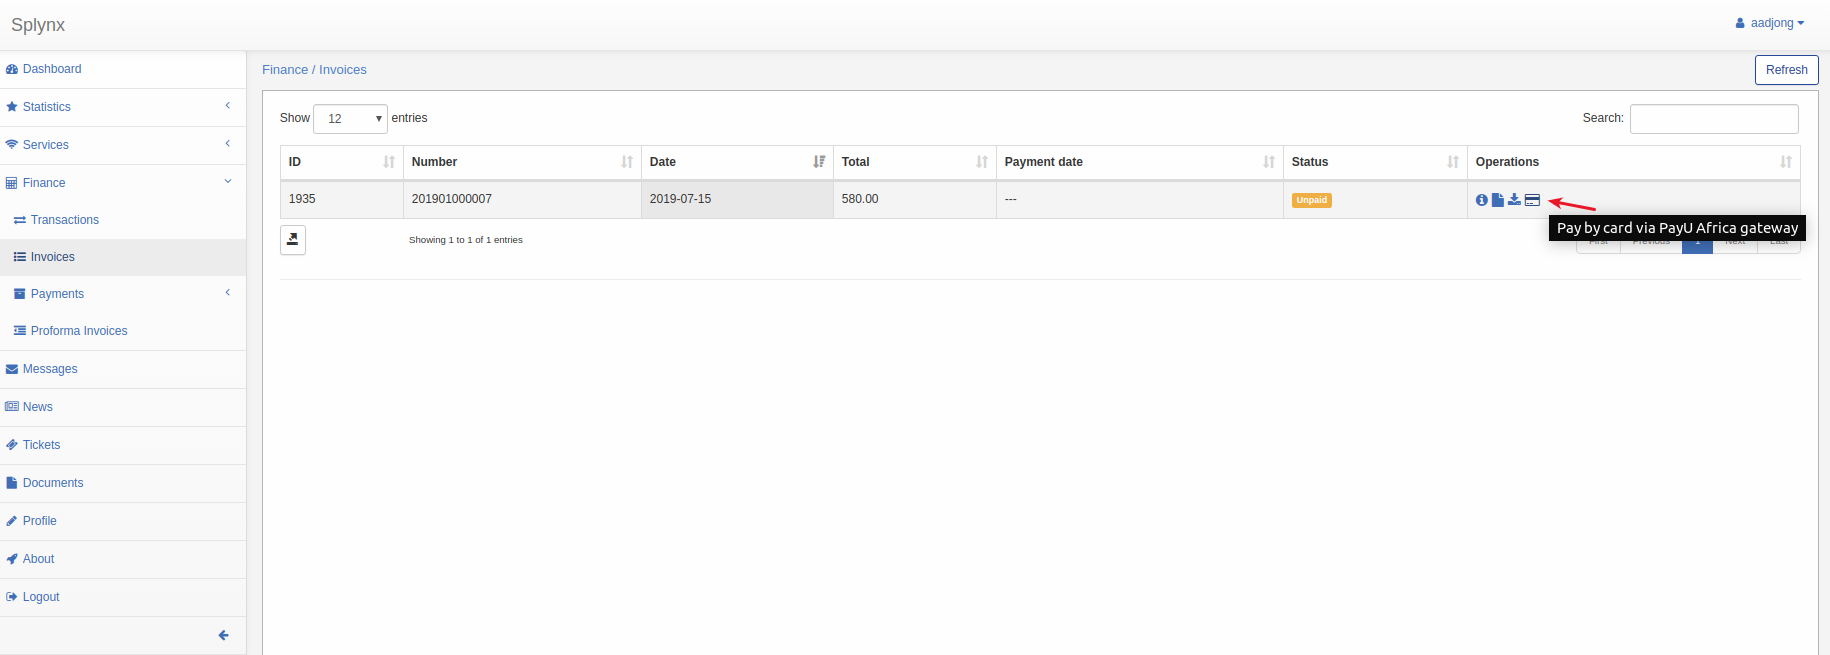 Splynx
aadjong
Dashboard
Statistics
Services
Finance
Transactions
Invoices
Payments
Proforma Invoices
Messages
News
Tickets
Documents
Profile
About
Logout
Finance / Invoices
Refresh
Show 12 entries
Search:
ID Number Date Total Payment date Status Operations
1935 201901000007 2019-07-15 580.00 --- Unpaid
Pay by card via PayU Africa gateway
Showing 1 to 1 of 1 entries
First Previous 1 Next Last